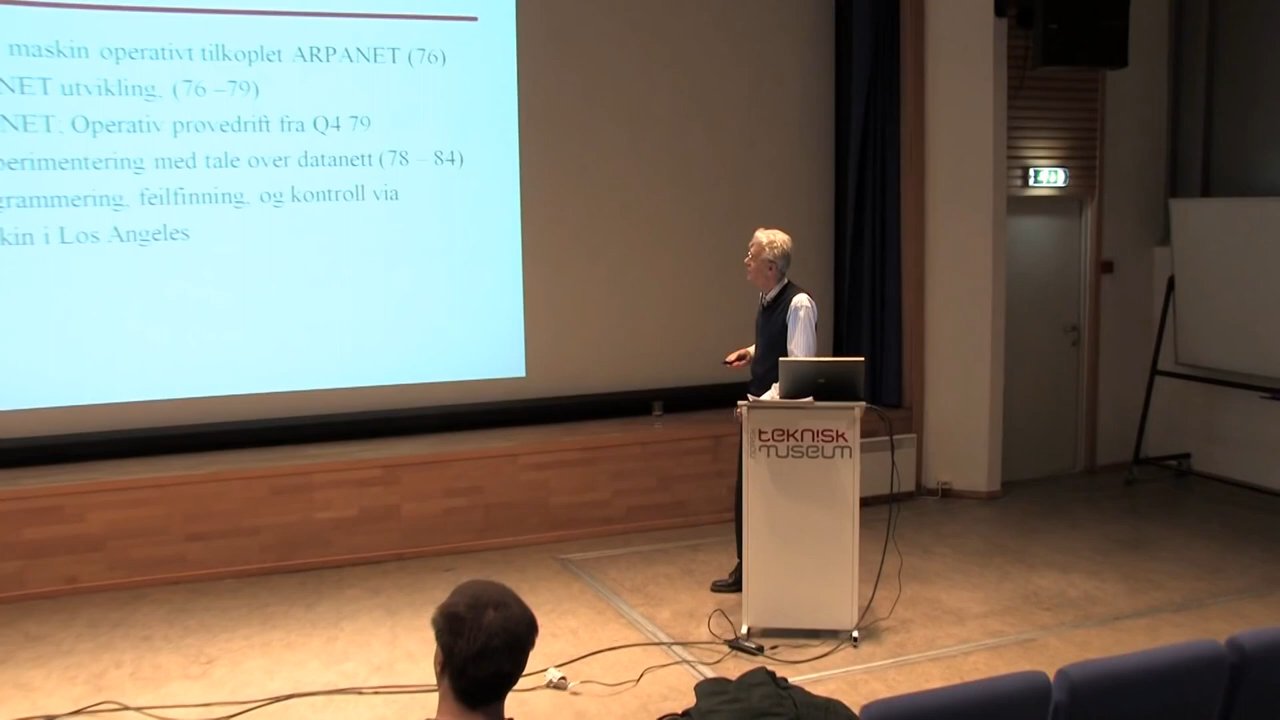 maskin operativt tilkoplet ARPANET (76)
NET utvikling, (76 –79)
NET: Operativ prøvedrift fra Q4 79
perimentering med tale over datanett (78 – 84)
grammering, feilfinning, og kontroll via
kin i Los Angeles
teknisk
museum